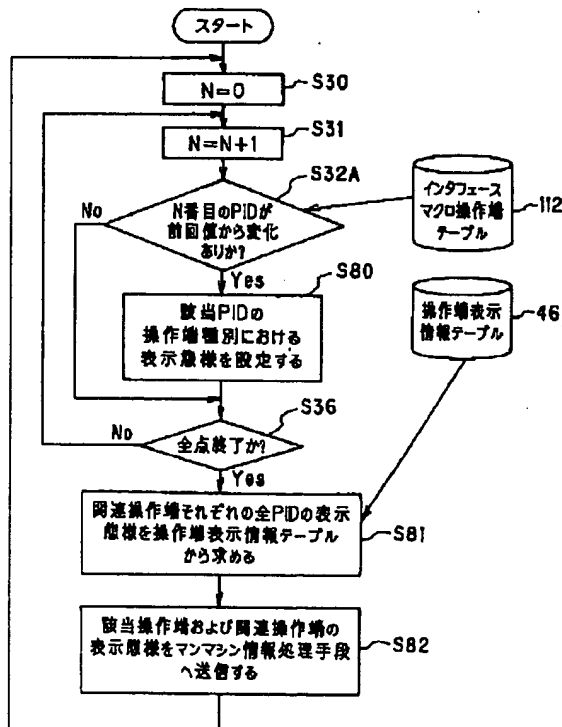 スタート
N=0
S30
N=N+1
S31
S32A
N番目のPIDが
前回値から変化
ありか?
No
Yes
インタフェース
マクロ操作端
テーブル
112
S80
該当PIDの
操作端種別における
表示態様を設定する
操作端表示
情報テーブル
46
S36
全点終了か?
No
Yes
関連操作端それぞれの全PIDの表示
態様を操作端表示情報テーブル
から求める
S81
該当操作端および関連操作端の
表示態様をマンマシン情報処理手段
へ送信する
S82